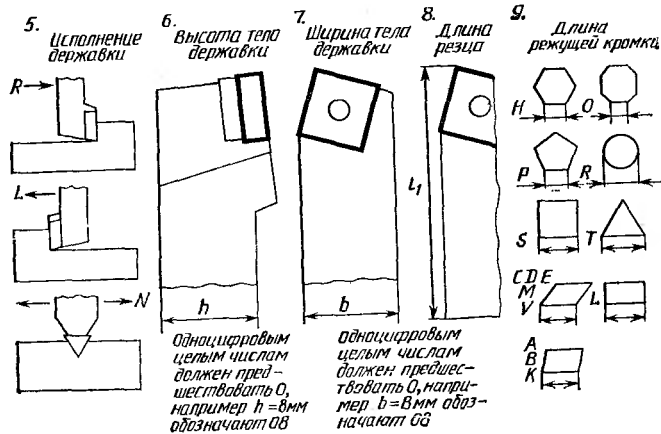 5.
Исполнение
державки
R
L
N
6.
Высота тела
державки
h
Одноцифровым
целым числам
должен пред-
шествовать 0,
например h = 8мм
обозначают 08
7.
Ширина тела
державки
b
Одноцифровым
целым числам
должен предшес-
твовать 0, напри-
мер b = 8мм обоз-
начают 08
8.
Длина
резца
l1
9.
Длина
режущей кромки
H O
P R
S T
C D E
M
V L
A
B
K